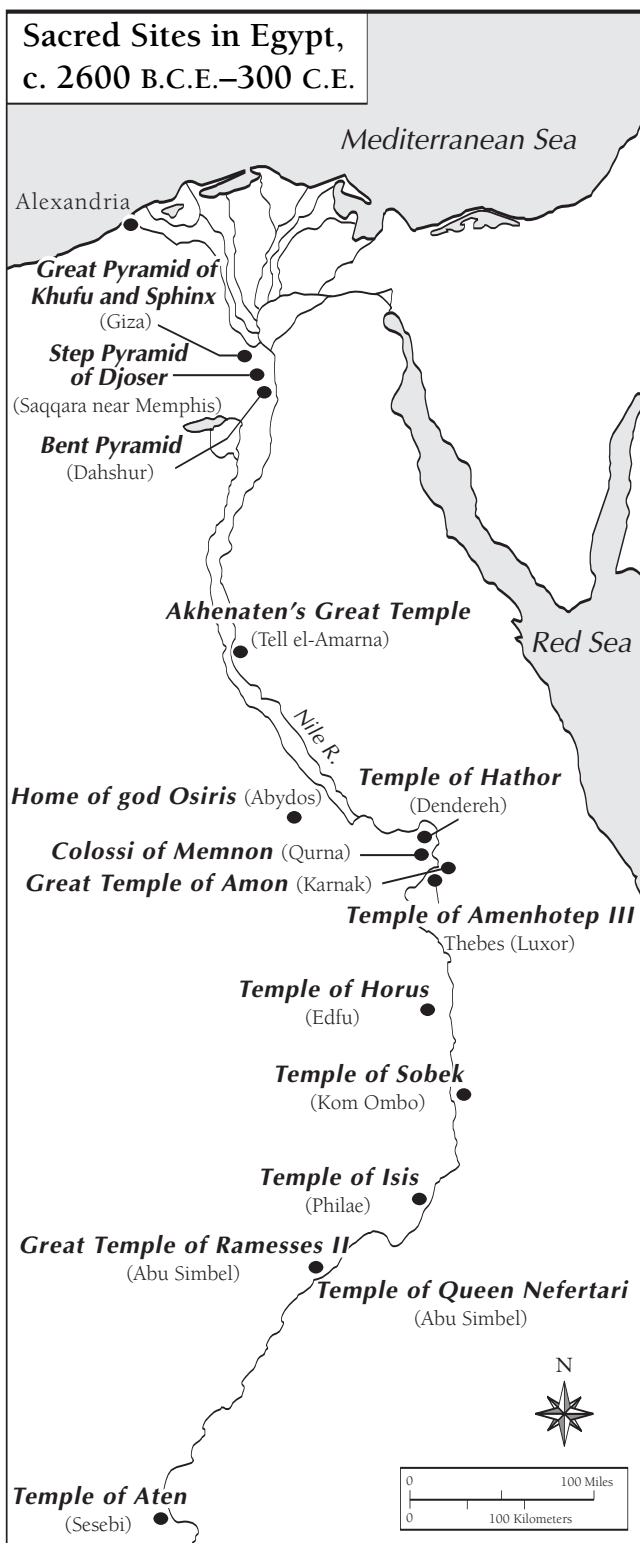 Sacred Sites in Egypt,
c. 2600 B.C.E.–300 C.E.
Mediterranean Sea
Alexandria
Great Pyramid of
Khufu and Sphinx
(Giza)
Step Pyramid
of Djoser
(Saqqara near Memphis)
Bent Pyramid
(Dahshur)
Akhenaten's Great Temple
(Tell el-Amarna)
Red Sea
Nile R.
Temple of Hathor
(Dendereh)
Home of god Osiris (Abydos)
Colossi of Memnon (Qurna)
Great Temple of Amon (Karnak)
Temple of Amenhotep III
Thebes (Luxor)
Temple of Horus
(Edfu)
Temple of Sobek
(Kom Ombo)
Temple of Isis
(Philae)
Great Temple of Ramesses II
(Abu Simbel)
Temple of Queen Nefertari
(Abu Simbel)
N
Temple of Aten
(Sesebi)
0 100 Miles
0 100 Kilometers